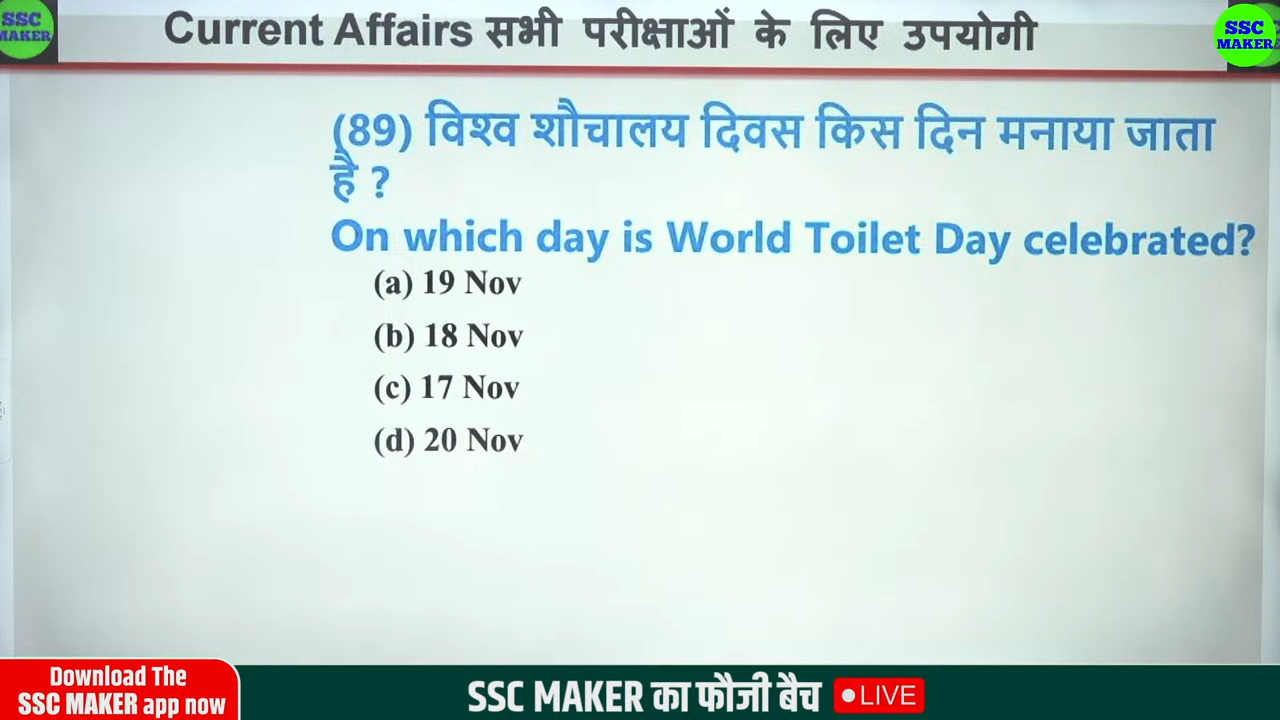 SSC
MAKER
Current Affairs सभी परीक्षाओं के लिए उपयोगी
SSC
MAKER
(89) विश्व शौचालय दिवस किस दिन मनाया जाता
है ?
On which day is World Toilet Day celebrated?
(a) 19 Nov
(b) 18 Nov
(c) 17 Nov
(d) 20 Nov
Download The
SSC MAKER app now
SSC MAKER का फौजी बैच
LIVE